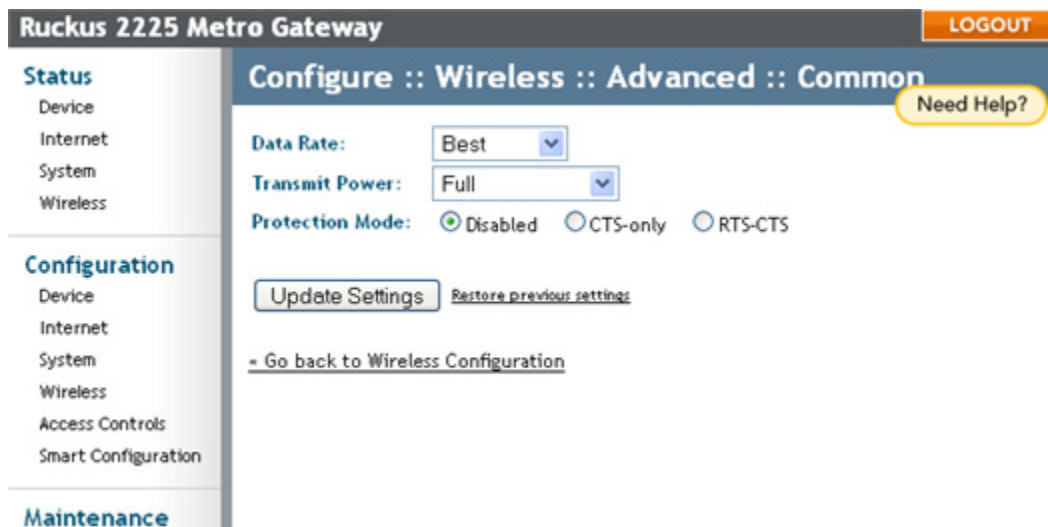 Ruckus 2225 Metro Gateway
LOGOUT
Status
Device
Internet
System
Wireless
Configuration
Device
Internet
System
Wireless
Access Controls
Smart Configuration
Maintenance
Configure :: Wireless :: Advanced :: Common
Need Help?
Data Rate: Best
Transmit Power: Full
Protection Mode: Disabled CTS-only RTS-CTS
Update Settings Restore previous settings
« Go back to Wireless Configuration